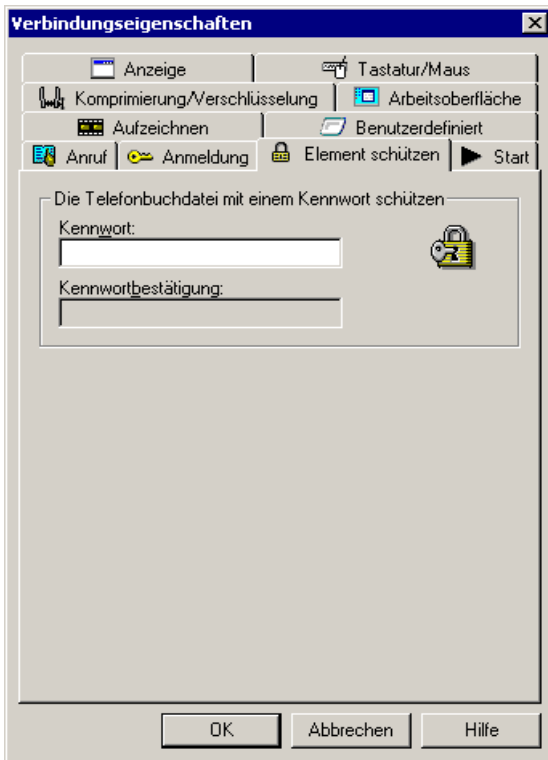 Verbindungseigenschaften
Anzeige Tastatur/Maus
Komprimierung/Verschlüsselung Arbeitsoberfläche
Aufzeichnen Benutzerdefiniert
Anruf Anmeldung Element schützen Start
Die Telefonbuchdatei mit einem Kennwort schützen
Kennwort:
Kennwortbestätigung:
OK Abbrechen Hilfe